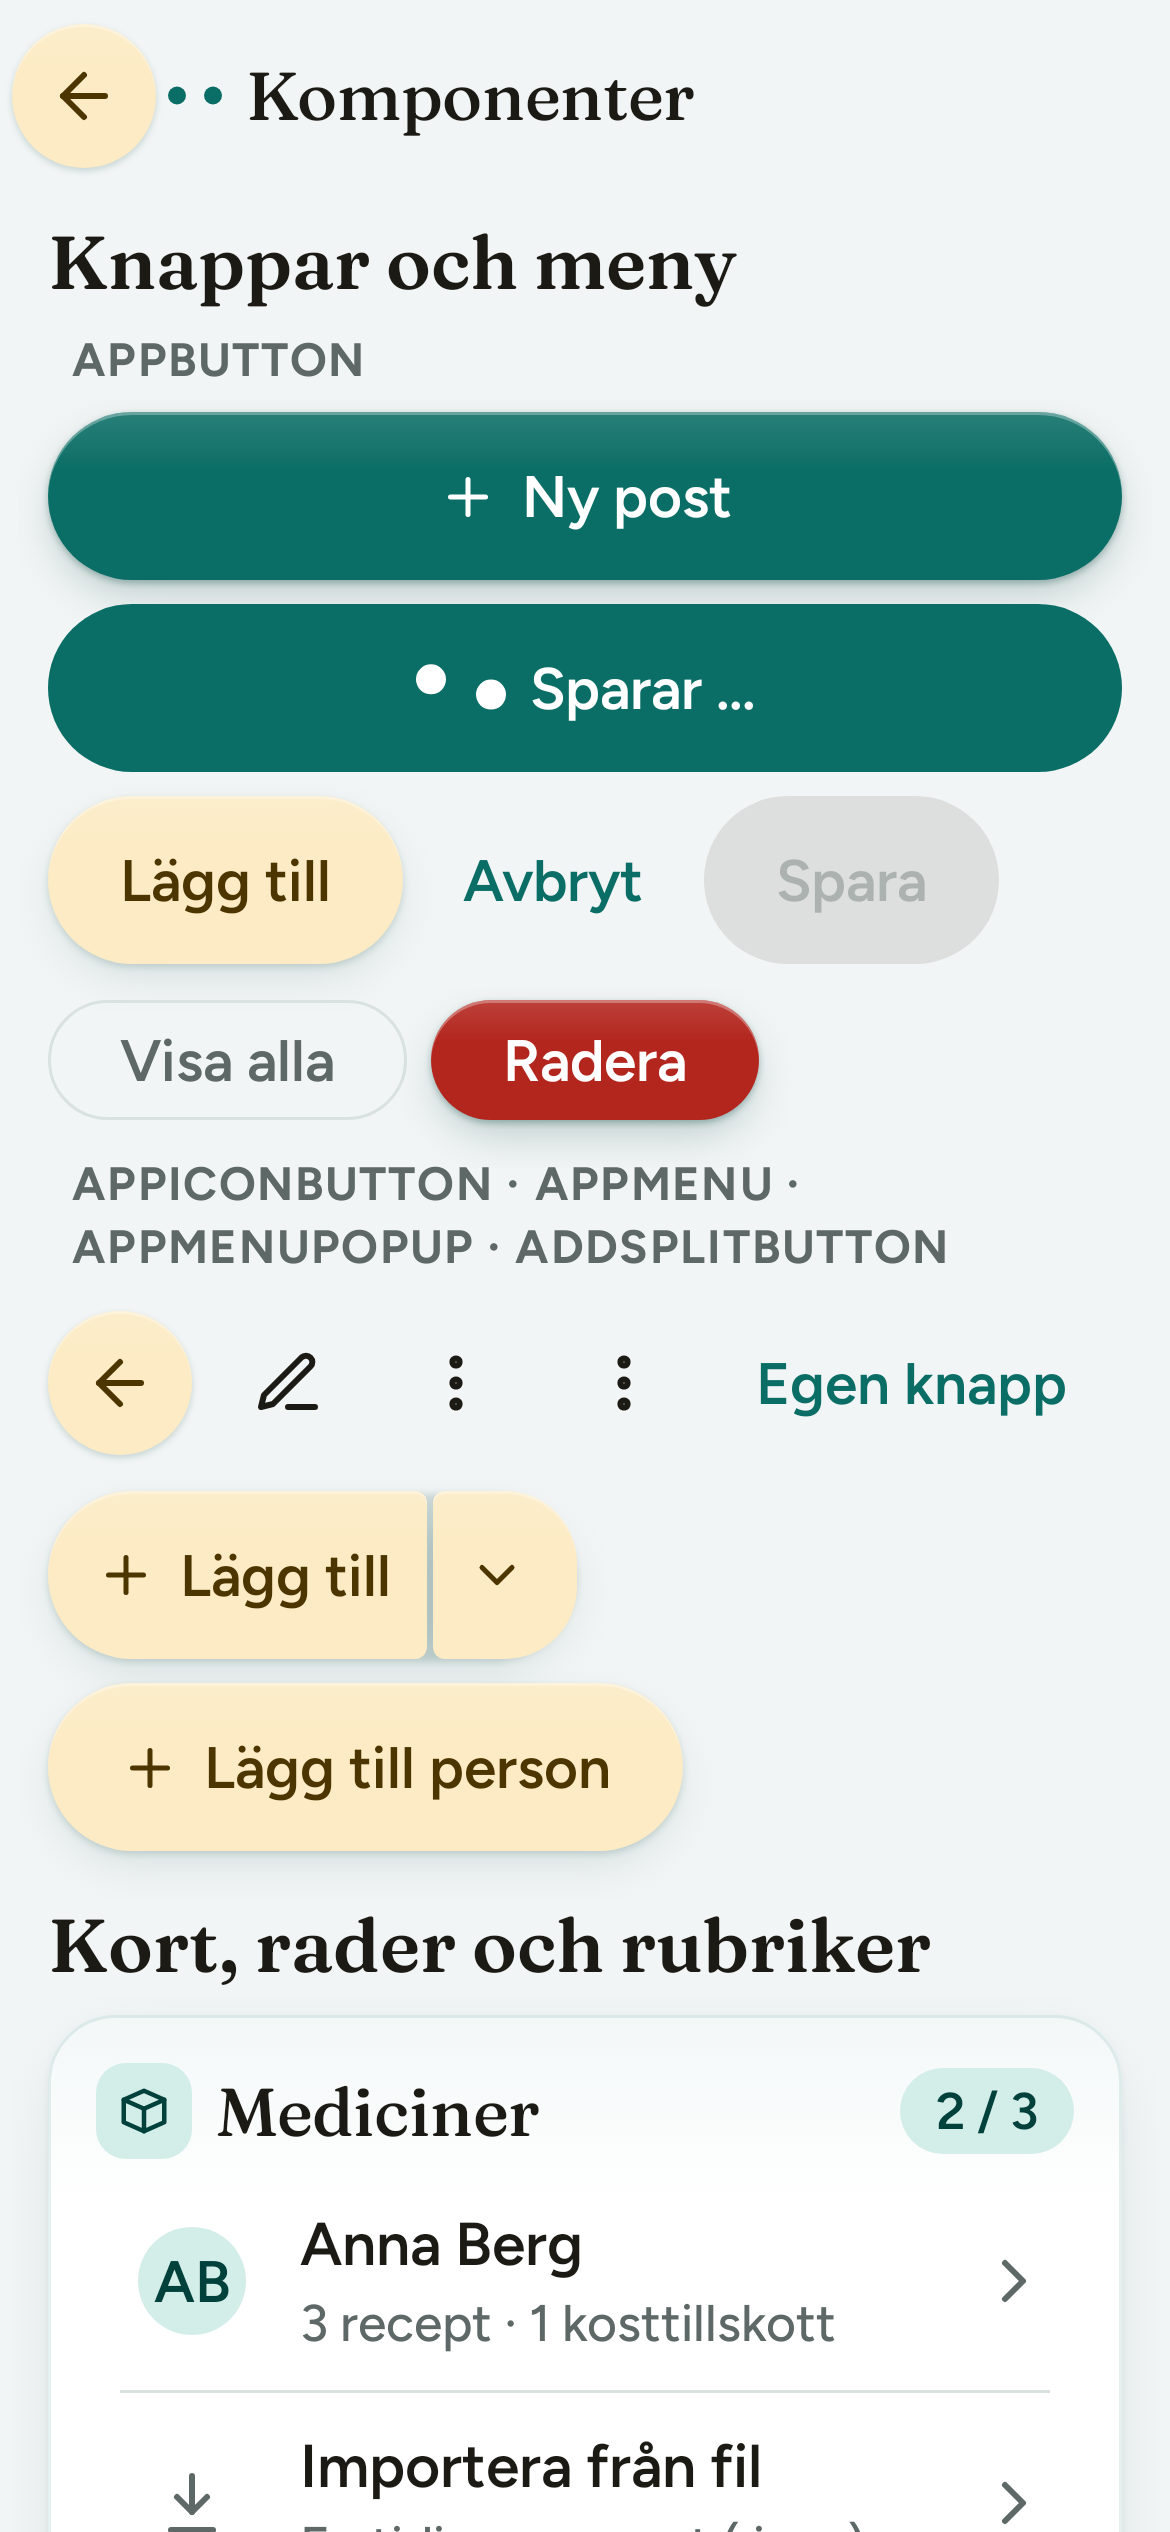 Komponenter
Knappar och meny
APPBUTTON
Ny post
Sparar ...
Lägg till
Avbryt
Spara
Visa alla
Radera
APPICONBUTTON · APPMENU ·
APPMENUPOPUP · ADDSPLITBUTTON
Egen knapp
Lägg till
Lägg till person
Kort, rader och rubriker
Mediciner
2 / 3
AB
Anna Berg
3 recept · 1 kosttillskott
Importera från fil